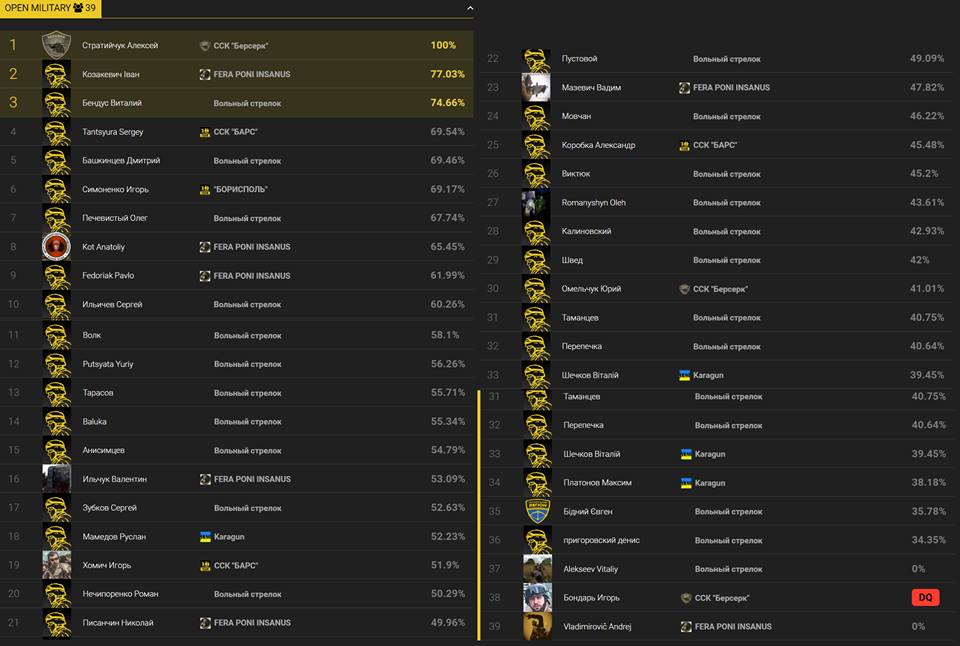 OPEN MILITARY 39
1 Стратийчук Алексей ССК "Берсерк" 100%
2 Козакевич Іван FERA PONI INSANUS 77.03%
3 Бендус Виталий Вольный стрелок 74.66%
4 Tantsyura Sergey ССК "БАРС" 69.54%
5 Башкинцев Дмитрий Вольный стрелок 69.46%
6 Симоненко Игорь "БОРИСПОЛЬ" 69.17%
7 Печевистый Олег Вольный стрелок 67.74%
8 Kot Anatoliy FERA PONI INSANUS 65.45%
9 Fedoriak Pavlo FERA PONI INSANUS 61.99%
10 Ильичев Сергей Вольный стрелок 60.26%
11 Волк Вольный стрелок 58.1%
12 Putsyata Yuriy Вольный стрелок 56.26%
13 Тарасов Вольный стрелок 55.71%
14 Baluka Вольный стрелок 55.34%
15 Анисимцев Вольный стрелок 54.79%
16 Ильчук Валентин FERA PONI INSANUS 53.09%
17 Зубков Сергей Вольный стрелок 52.63%
18 Мамедов Руслан Karagun 52.23%
19 Хомич Игорь ССК "БАРС" 51.9%
20 Нечипоренко Роман Вольный стрелок 50.29%
21 Писанчин Николай FERA PONI INSANUS 49.96%
22 Пустовой Вольный стрелок 49.09%
23 Мазевич Вадим FERA PONI INSANUS 47.82%
24 Мовчан Вольный стрелок 46.22%
25 Коробка Александр ССК "БАРС" 45.48%
26 Виктюк Вольный стрелок 45.2%
27 Romanyshyn Oleh Вольный стрелок 43.61%
28 Калиновский Вольный стрелок 42.93%
29 Швед Вольный стрелок 42%
30 Омельчук Юрий ССК "Берсерк" 41.01%
31 Таманцев Вольный стрелок 40.75%
32 Перепечка Вольный стрелок 40.64%
33 Шечков Віталій Karagun 39.45%
31 Таманцев Вольный стрелок 40.75%
32 Перепечка Вольный стрелок 40.64%
33 Шечков Віталій Karagun 39.45%
34 Платонов Максим Karagun 38.18%
35 Бідний Євген Вольный стрелок 35.78%
36 пригоровский денис Вольный стрелок 34.35%
37 Alekseev Vitaliy Вольный стрелок 0%
38 Бондарь Игорь ССК "Берсерк" DQ
39 Vladimirovič Andrej FERA PONI INSANUS 0%